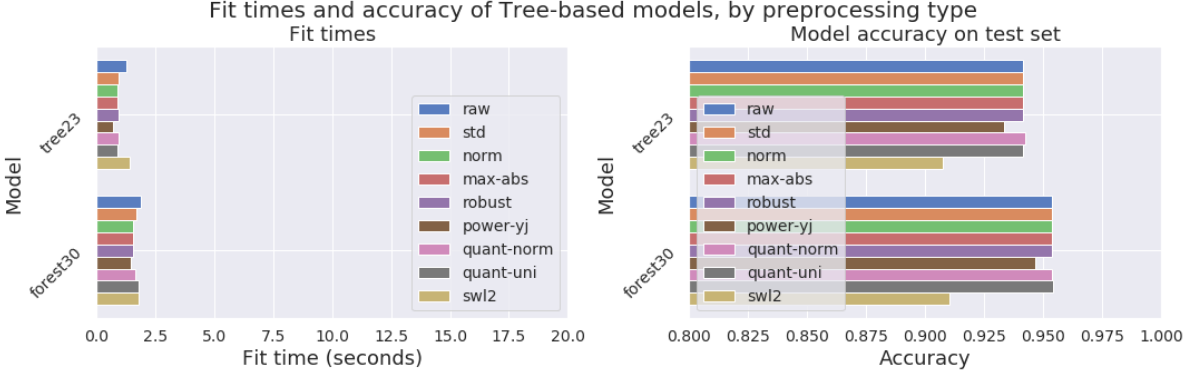 Fit times and accuracy of Tree-based models, by preprocessing type
Fit times
Model
tree23
forest30
raw
std
norm
max-abs
robust
power-yj
quant-norm
quant-uni
swl2
0.0 2.5 5.0 7.5 10.0 12.5 15.0 17.5 20.0
Fit time (seconds)
Model accuracy on test set
Model
tree23
forest30
raw
std
norm
max-abs
robust
power-yj
quant-norm
quant-uni
swl2
0.800 0.825 0.850 0.875 0.900 0.925 0.950 0.975 1.000
Accuracy